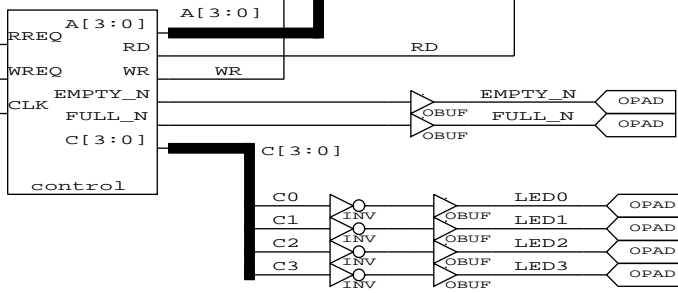 A[3:0] A[3:0]
RREQ
RD RD
WREQ WR WR
EMPTY_N EMPTY_N OPAD
CLK OBUF
FULL_N FULL_N OPAD
OBUF
C[3:0] C[3:0]
control
C0 INV OBUF LED0 OPAD
C1 INV OBUF LED1 OPAD
C2 INV OBUF LED2 OPAD
C3 INV OBUF LED3 OPAD